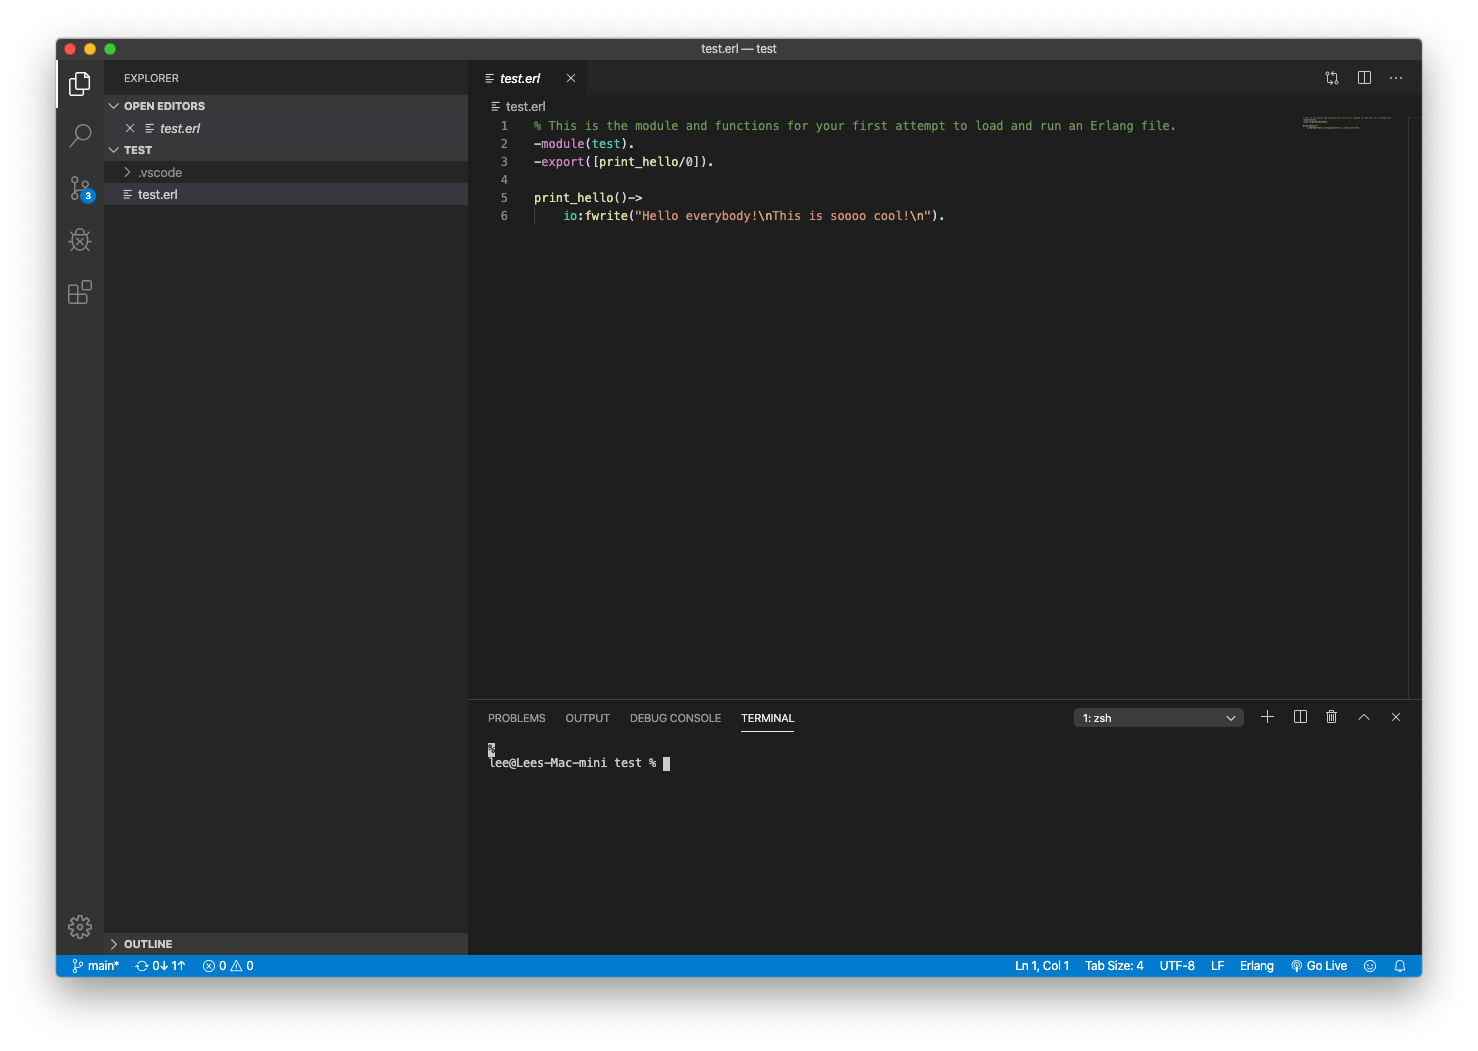 test.erl — test
EXPLORER
OPEN EDITORS
test.erl
TEST
.vscode
test.erl
3
OUTLINE
test.erl
test.erl
1 % This is the module and functions for your first attempt to load and run an Erlang file.
2 -module(test).
3 -export([print_hello/0]).
4
5 print_hello()->
6 io:fwrite("Hello everybody!\nThis is soooo cool!\n").
PROBLEMS OUTPUT DEBUG CONSOLE TERMINAL 1: zsh
%
lee@Lees-Mac-mini test %
main* 0↓ 1↑ 0 0 Ln 1, Col 1 Tab Size: 4 UTF-8 LF Erlang Go Live